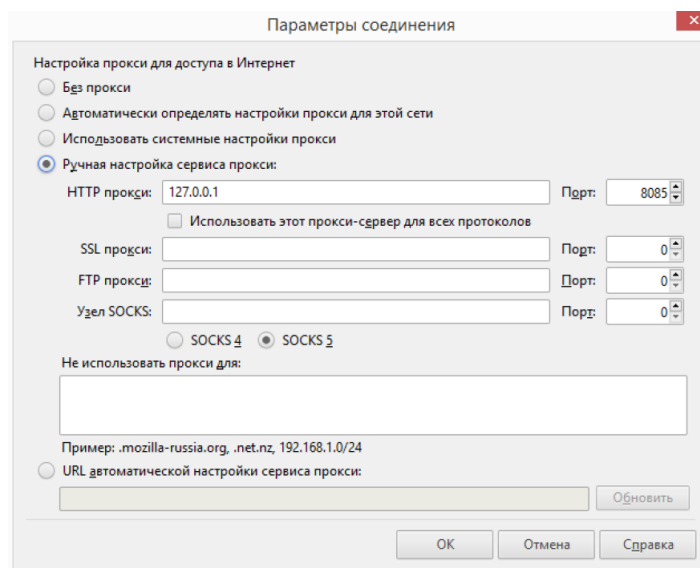 Параметры соединения
Настройка прокси для доступа в Интернет
Без прокси
Автоматически определять настройки прокси для этой сети
Использовать системные настройки прокси
Ручная настройка сервиса прокси:
HTTP прокси: 127.0.0.1 Порт: 8085
Использовать этот прокси-сервер для всех протоколов
SSL прокси: Порт: 0
FTP прокси: Порт: 0
Узел SOCKS: Порт: 0
SOCKS 4 SOCKS 5
Не использовать прокси для:
Пример: .mozilla-russia.org, .net.nz, 192.168.1.0/24
URL автоматической настройки сервиса прокси:
Обновить
ОК Отмена Справка